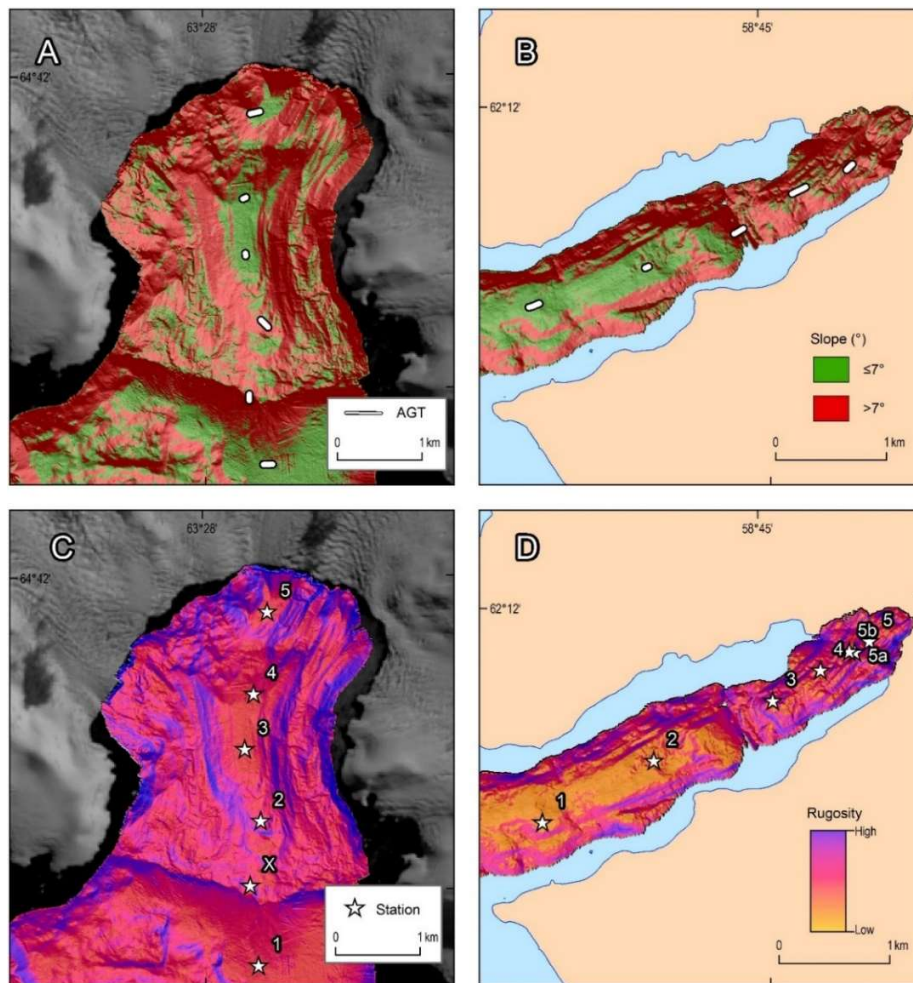 A
63°28'
64°42'
AGT
0
1 km
B
58°45'
62°12'
Slope (°)
≤7°
>7°
0
1 km
C
63°28'
64°42'
5
4
3
2
X
1
Station
0
1 km
D
58°45'
62°12'
5
5b
4
5a
3
2
1
Rugosity
High
Low
0
1 km